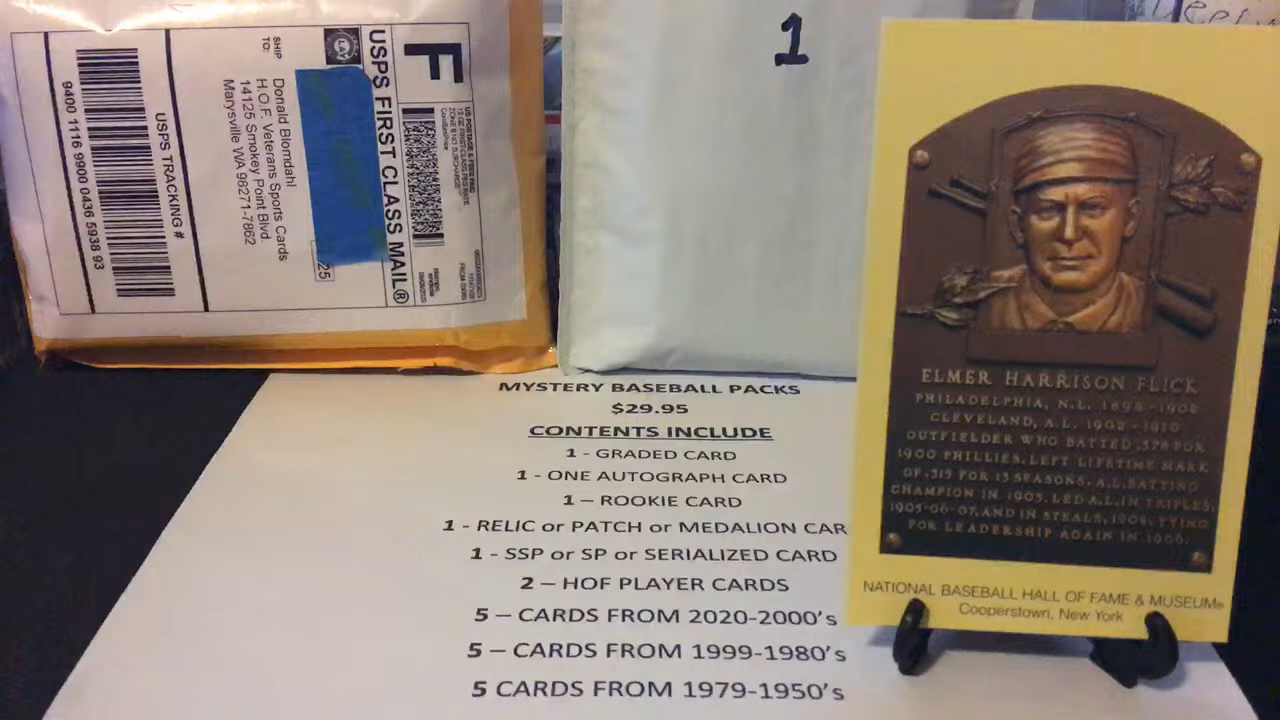 F
USPS FIRST CLASS MAIL®
SHIP
TO:
Donald Blomdahl
H.O.F. Veterans Sports Cards
14125 Smokey Point Blvd.
Marysville WA 98271-7862
25
USPS TRACKING #
9400 1116 9900 0436 5938 93
1
MYSTERY BASEBALL PACKS
$29.95
CONTENTS INCLUDE
1 - GRADED CARD
1 - ONE AUTOGRAPH CARD
1 – ROOKIE CARD
1 - RELIC or PATCH or MEDALION CAR
1 - SSP or SP or SERIALIZED CARD
2 – HOF PLAYER CARDS
5 – CARDS FROM 2020-2000's
5 – CARDS FROM 1999-1980's
5 CARDS FROM 1979-1950's
ELMER HARRISON FLICK
PHILADELPHIA, N.L. 1898-1902
CLEVELAND, A.L. 1902-1910
OUTFIELDER WHO BATTED .378 FOR
1900 PHILLIES. LEFT LIFETIME MARK
OF .315 FOR 13 SEASONS. A.L. BATTING
CHAMPION IN 1905. LED A.L. IN TRIPLES,
1905-06-07, AND IN STEALS, 1904, TYING
FOR LEADERSHIP AGAIN IN 1906.
NATIONAL BASEBALL HALL OF FAME & MUSEUM®
Cooperstown, New York